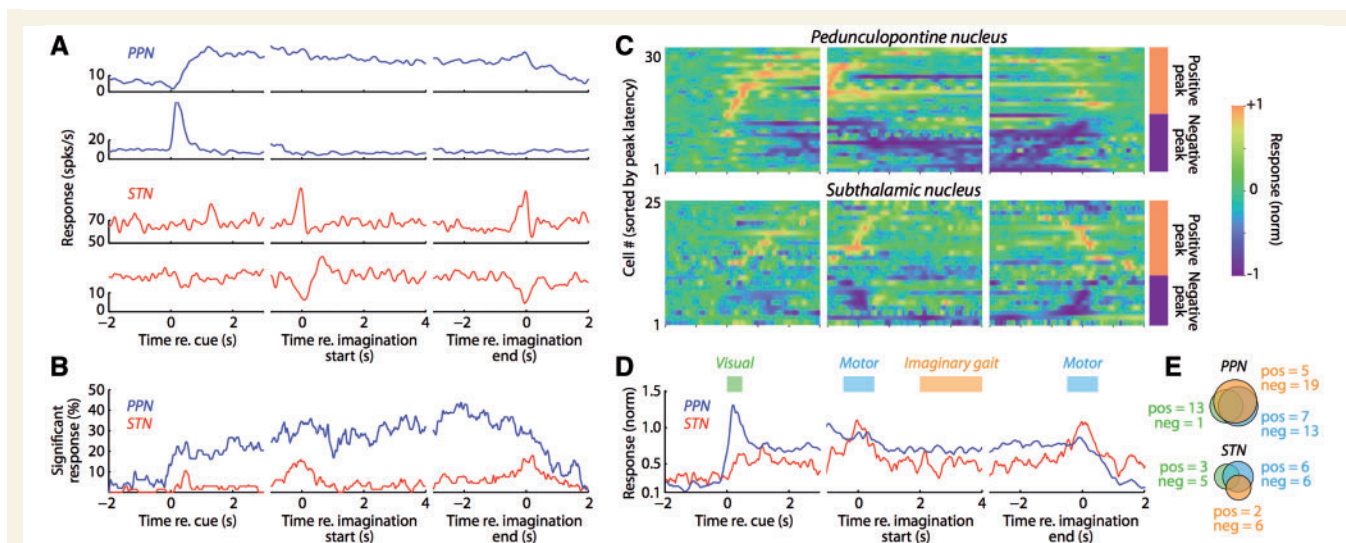 A
PPN
10
0
20
0
STN
70
50
10
0
Response (spks/s)
−2 0 2
0 2 4
−2 0 2
Time re. cue (s)
Time re. imagination
start (s)
Time re. imagination
end (s)
C
Pedunculopontine nucleus
30
1
Positive
peak
Negative
peak
Subthalamic nucleus
25
1
Positive
peak
Negative
peak
Cell # (sorted by peak latency)
+1
0
-1
Response (norm)
B
PPN
STN
50
40
30
20
10
Significant
response (%)
−2 0 2
0 2 4
−2 0 2
Time re. cue (s)
Time re. imagination
start (s)
Time re. imagination
end (s)
D
Visual
Motor
Imaginary gait
Motor
PPN
STN
1.5
1.0
0.5
0.1
Response (norm)
−2 0 2
0 2 4
−2 0 2
Time re. cue (s)
Time re. imagination
start (s)
Time re. imagination
end (s)
E
PPN
pos = 5
neg = 19
pos = 13
neg = 1
pos = 7
neg = 13
STN
pos = 3
neg = 5
pos = 6
neg = 6
pos = 2
neg = 6